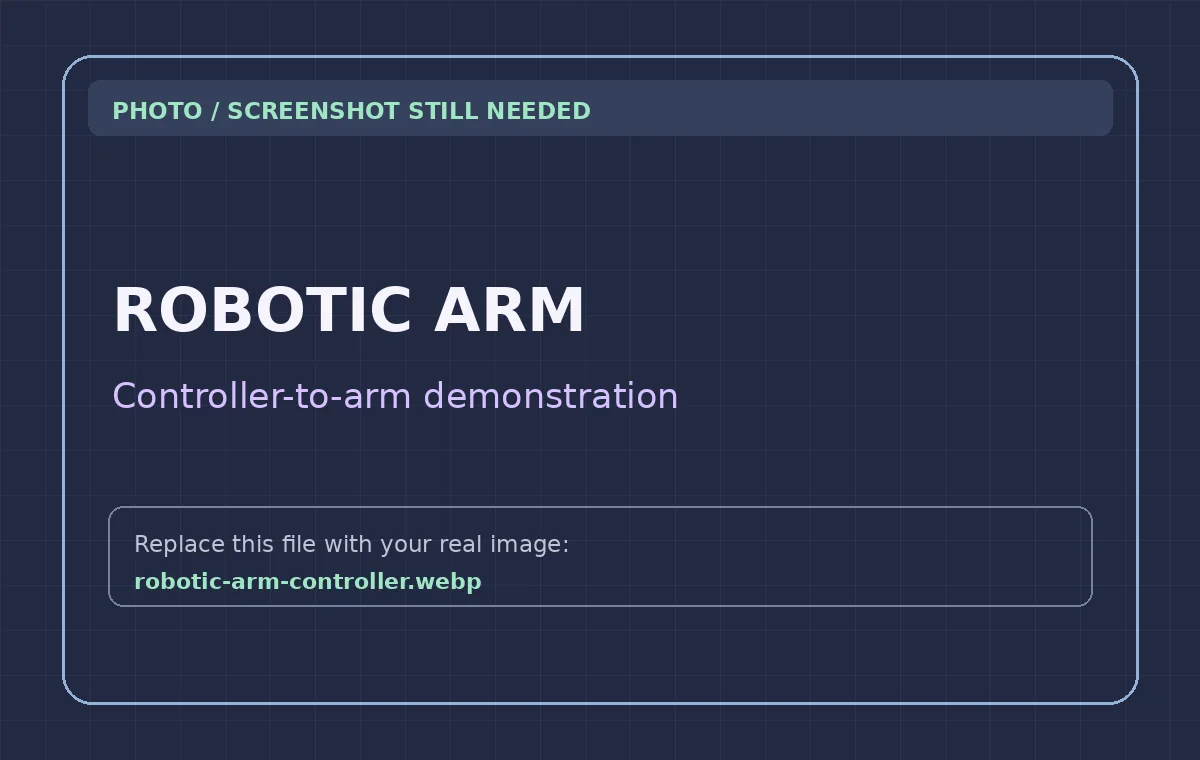 PHOTO / SCREENSHOT STILL NEEDED
ROBOTIC ARM
Controller-to-arm demonstration
Replace this file with your real image:
robotic-arm-controller.webp